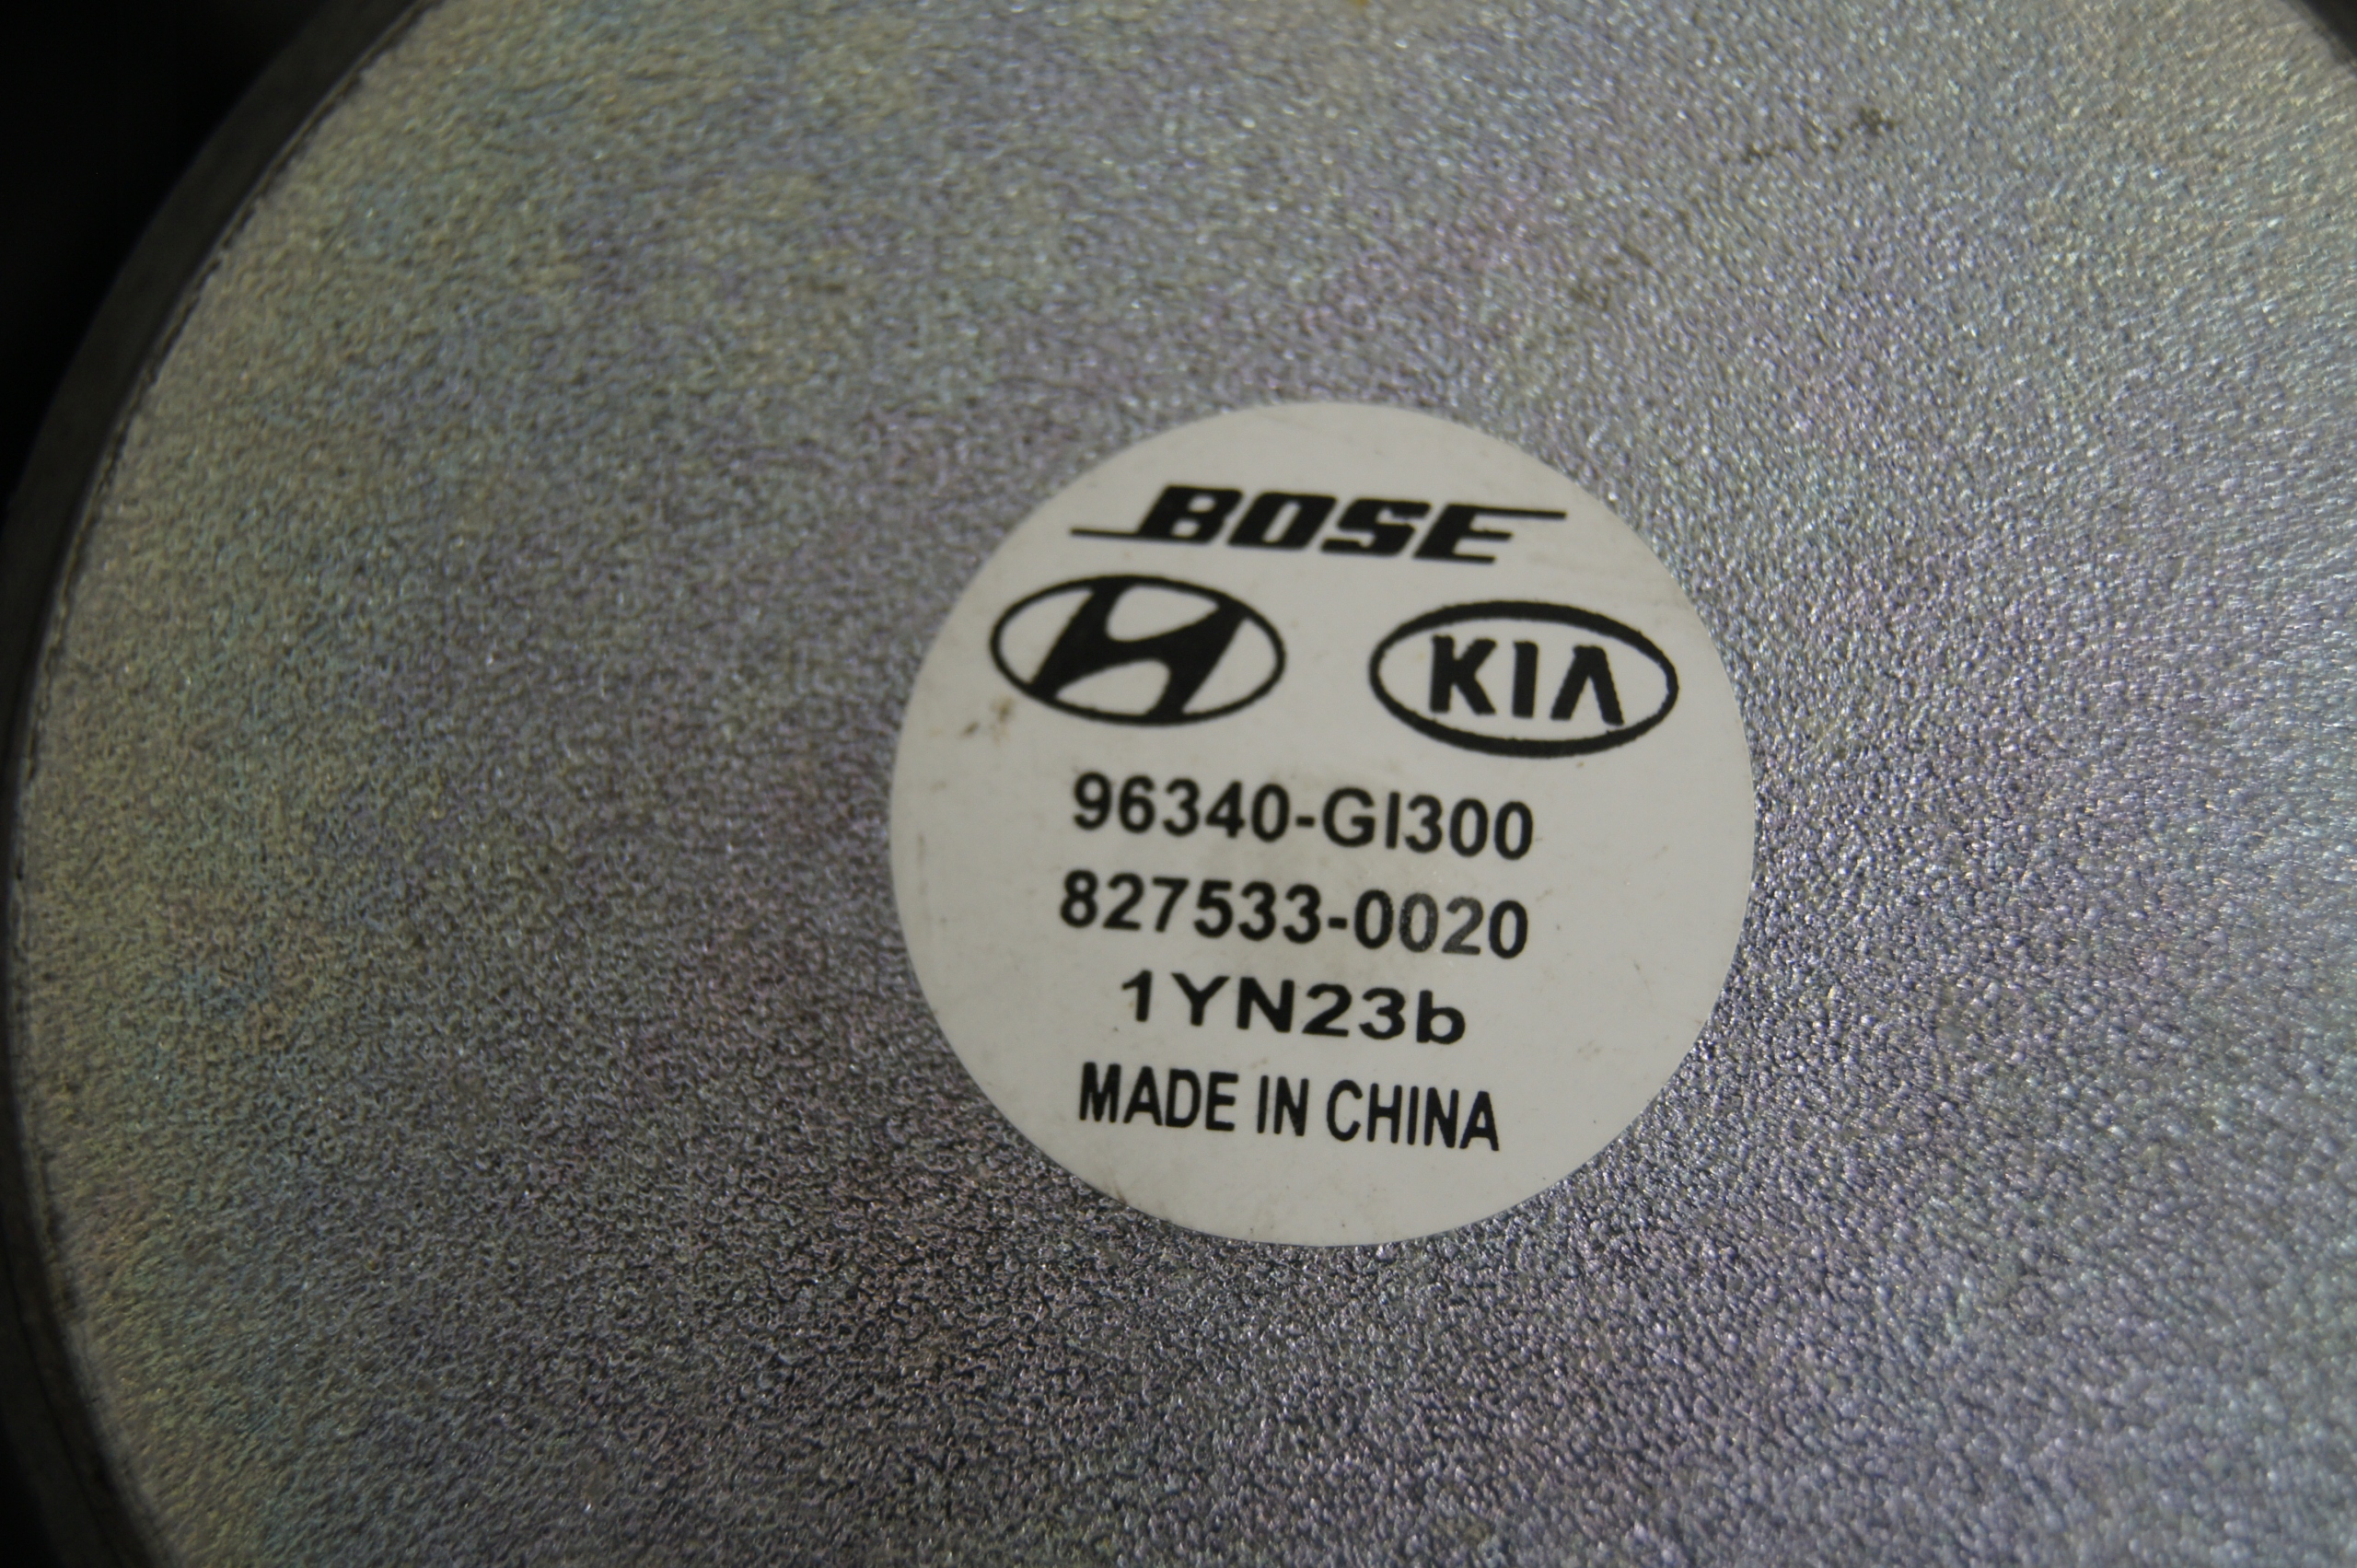 BOSE
KIA
96340-GI300
827533-0020
1YN23b
MADE IN CHINA